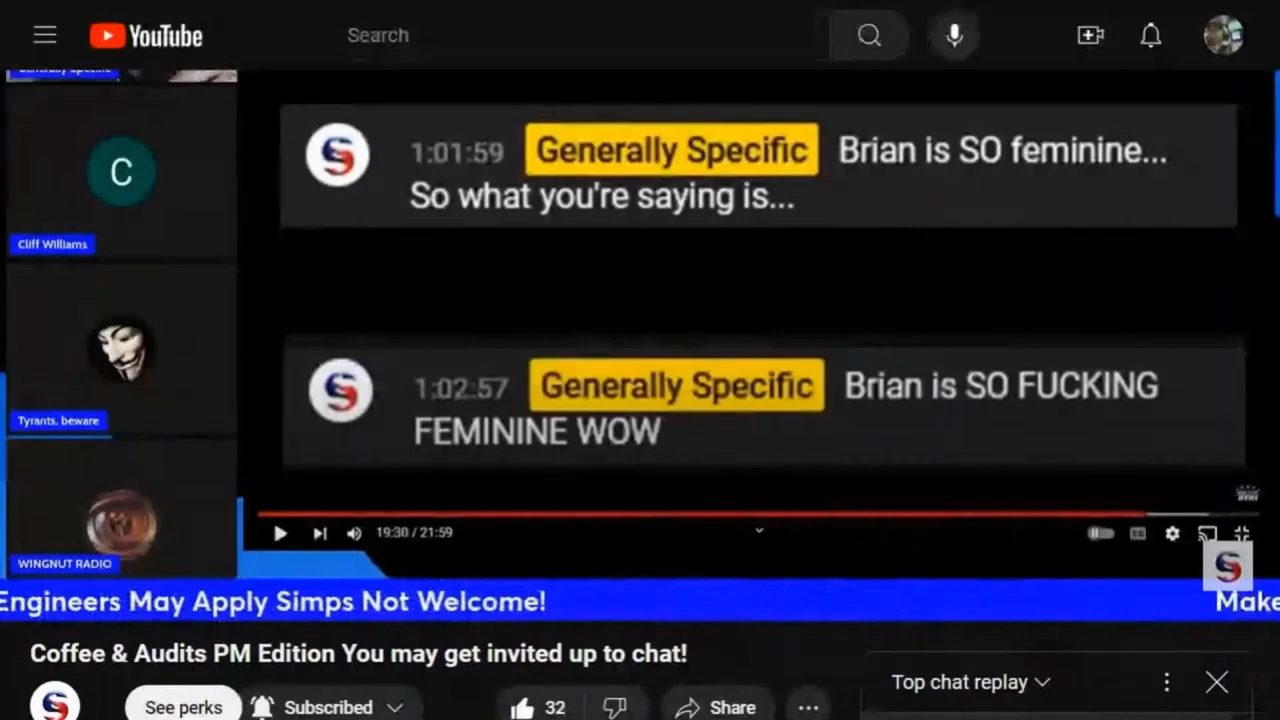 YouTube
Search
Generally Specific
C
Cliff Williams
Tyrants, beware
WINGNUT RADIO
1:01:59 Generally Specific Brian is SO feminine...
So what you're saying is...
1:02:57 Generally Specific Brian is SO FUCKING
FEMININE WOW
19:30 / 21:59
Engineers May Apply Simps Not Welcome!
Make
Coffee & Audits PM Edition You may get invited up to chat!
Top chat replay
See perks
Subscribed
32
Share